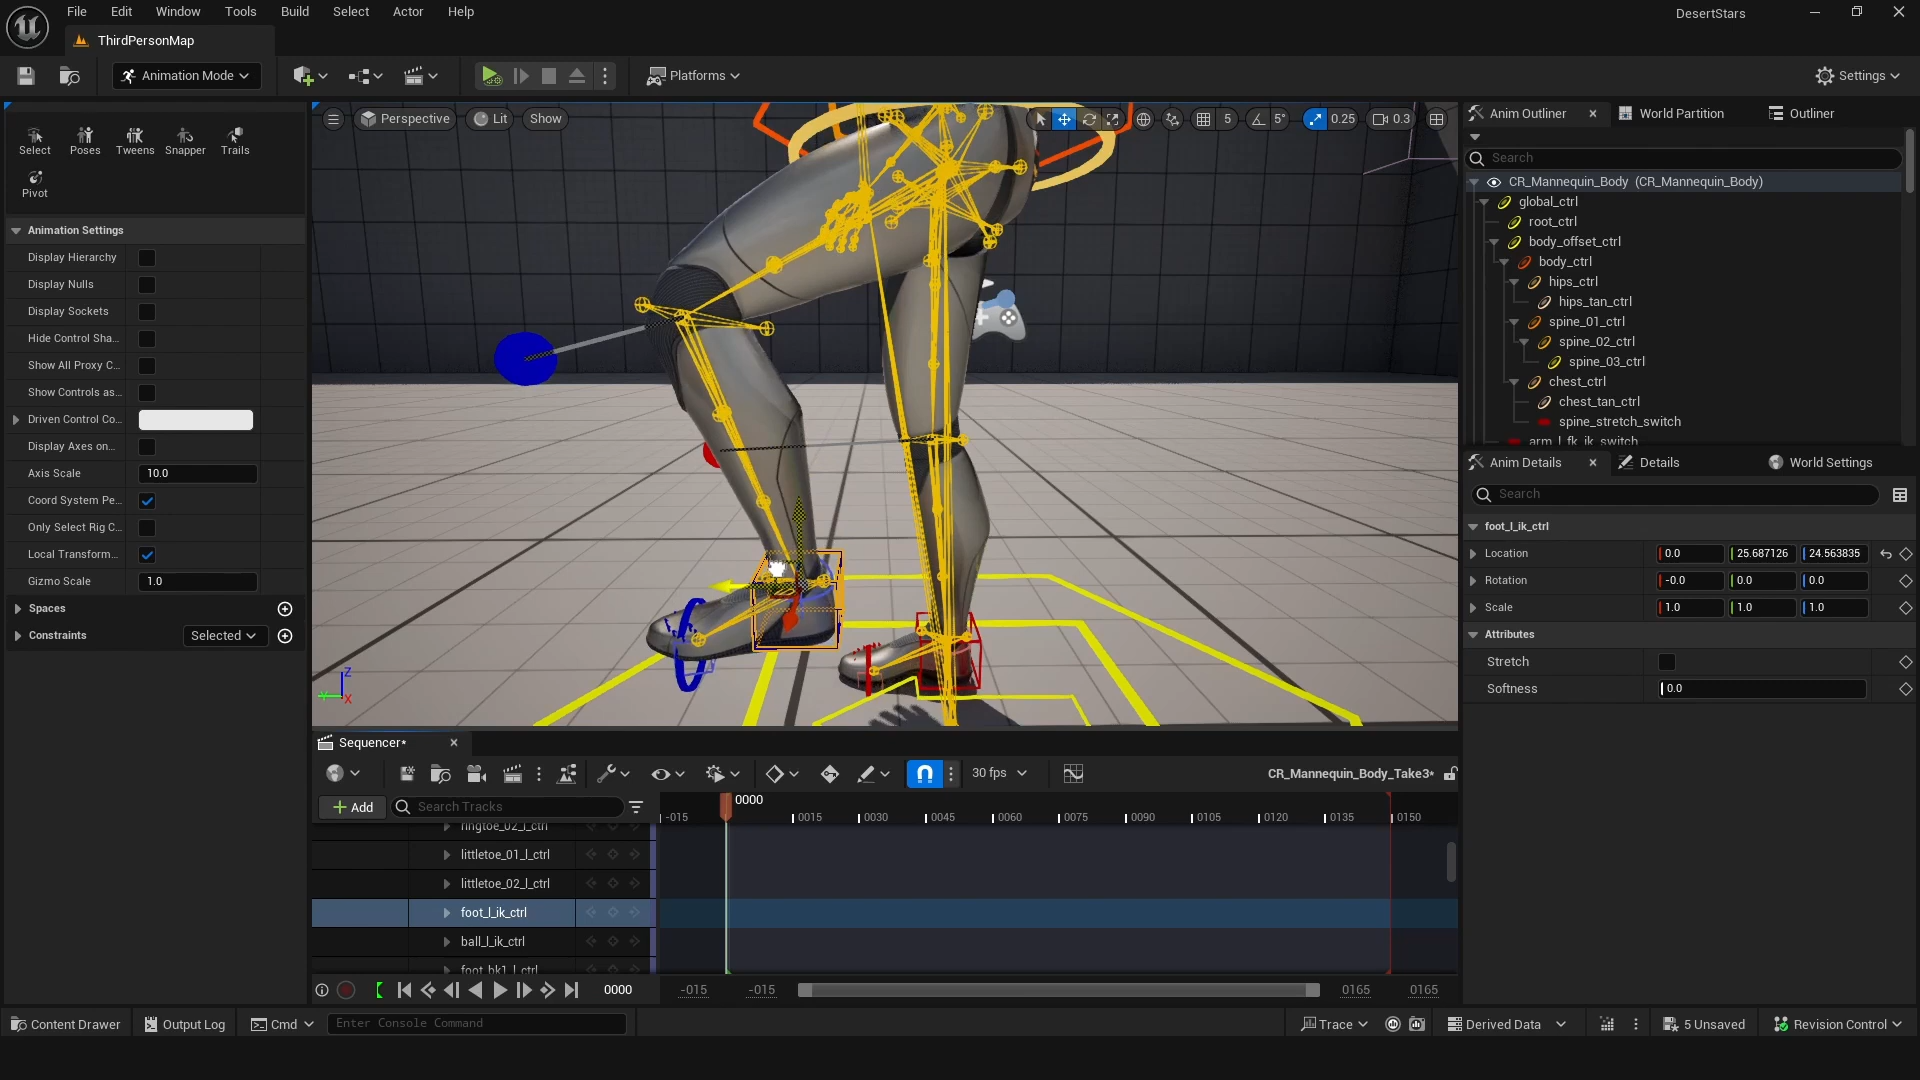 File Edit Window Tools Build Select Actor Help
DesertStars
ThirdPersonMap
Animation Mode
Platforms
Settings
Select Poses Tweens Snapper Trails
Pivot
Animation Settings
Display Hierarchy
Display Nulls
Display Sockets
Hide Control Sha...
Show All Proxy C...
Show Controls as...
Driven Control Co...
Display Axes on...
Axis Scale 10.0
Coord System Pe...
Only Select Rig C...
Local Transform...
Gizmo Scale 1.0
Spaces
Constraints Selected
Perspective Lit Show
5 5° 0.25 0.3
Z
Y X
Anim Outliner World Partition Outliner
Search
CR_Mannequin_Body (CR_Mannequin_Body)
global_ctrl
root_ctrl
body_offset_ctrl
body_ctrl
hips_ctrl
hips_tan_ctrl
spine_01_ctrl
spine_02_ctrl
spine_03_ctrl
chest_ctrl
chest_tan_ctrl
spine_stretch_switch
arm_l_fk_ik_switch
Anim Details Details World Settings
Search
foot_l_ik_ctrl
Location 0.0 25.687126 24.563835
Rotation -0.0 0.0 0.0
Scale 1.0 1.0 1.0
Attributes
Stretch
Softness 0.0
Sequencer*
30 fps
CR_Mannequin_Body_Take3*
Add
Search Tracks
0000
-015 0015 0030 0045 0060 0075 0090 0105 0120 0135 0150
ringtoe_02_l_ctrl
littletoe_01_l_ctrl
littletoe_02_l_ctrl
foot_l_ik_ctrl
ball_l_ik_ctrl
foot_bk1_l_ctrl
0000 -015 -015 0165 0165
Content Drawer Output Log Cmd Enter Console Command
Trace Derived Data 5 Unsaved Revision Control